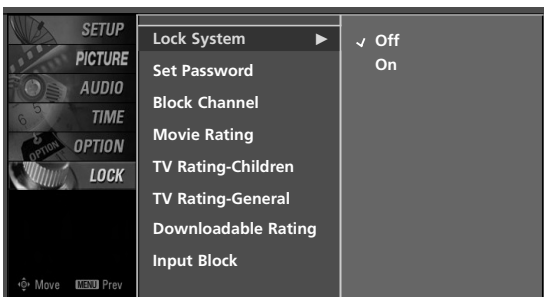 SETUP
PICTURE
AUDIO
TIME
OPTION
LOCK
Move MENU Prev
Lock System ▶
Set Password
Block Channel
Movie Rating
TV Rating-Children
TV Rating-General
Downloadable Rating
Input Block
✓ Off
On